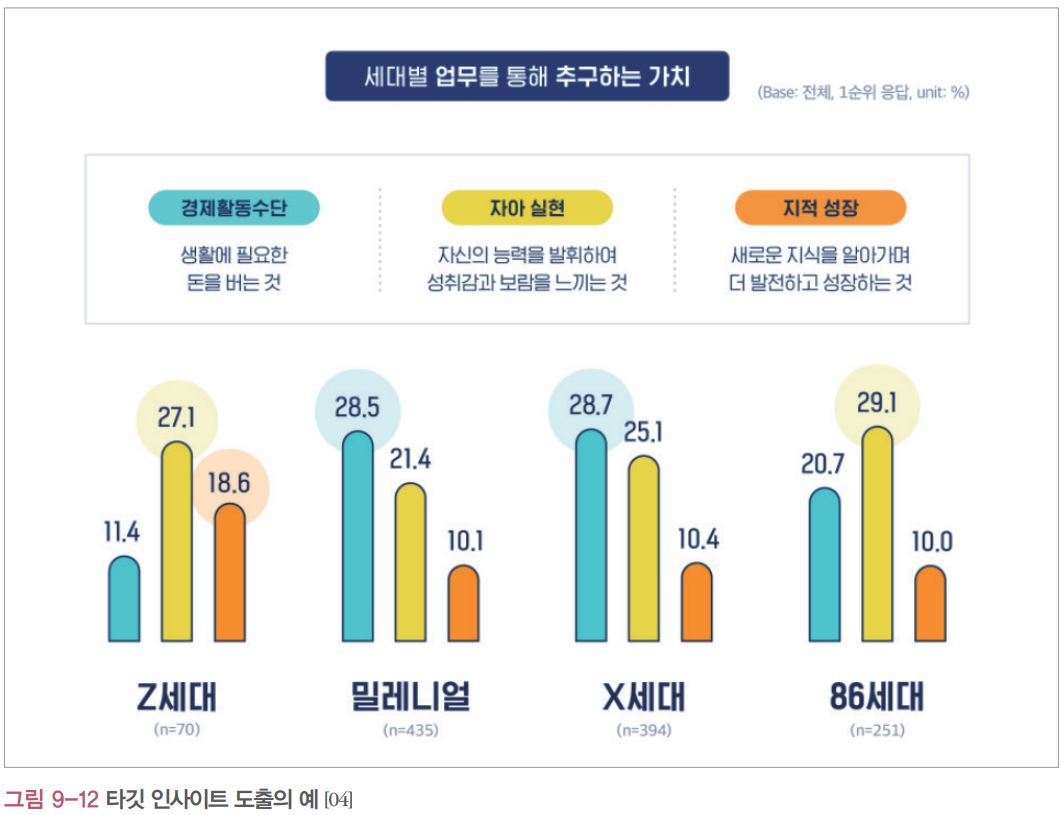 세대별 업무를 통해 추구하는 가치
(Base: 전체, 1순위 응답, unit: %)
경제활동수단
생활에 필요한
돈을 버는 것
자아 실현
자신의 능력을 발휘하여
성취감과 보람을 느끼는 것
지적 성장
새로운 지식을 알아가며
더 발전하고 성장하는 것
11.4
27.1
18.6
Z세대
(n=70)
28.5
21.4
10.1
밀레니얼
(n=435)
28.7
25.1
10.4
X세대
(n=394)
20.7
29.1
10.0
86세대
(n=251)
그림 9-12 타깃 인사이트 도출의 예 [04]